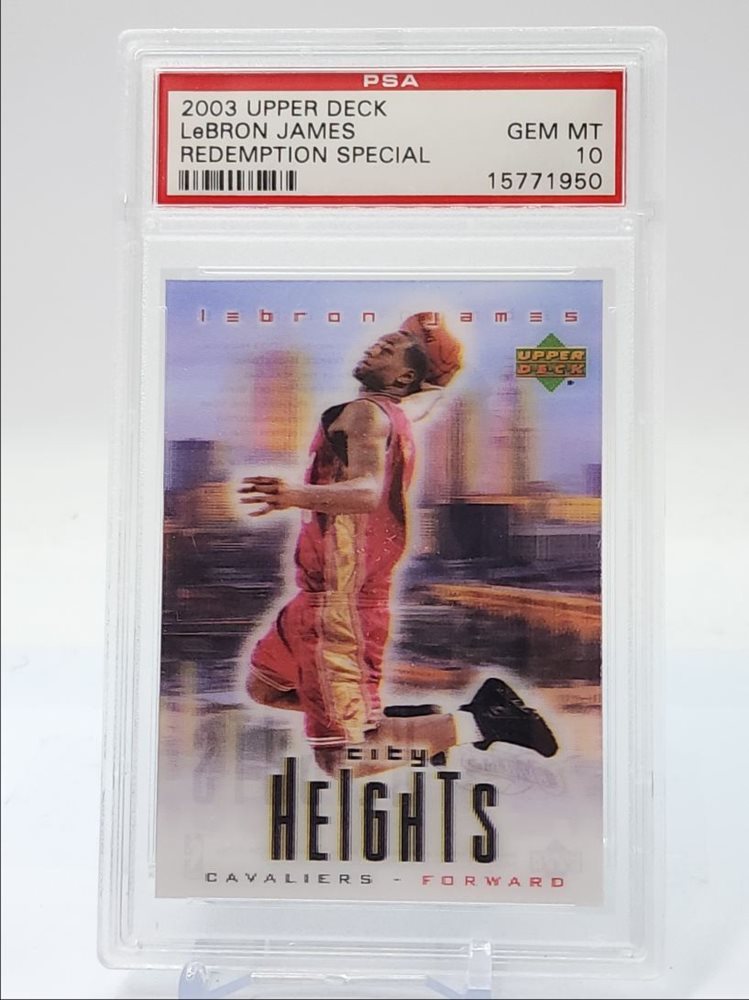 PSA
2003 UPPER DECK
LeBRON JAMES GEM MT
REDEMPTION SPECIAL 10
15771950
lebron james
UPPER
DECK
city
HEIGHTS
CAVALIERS - FORWARD